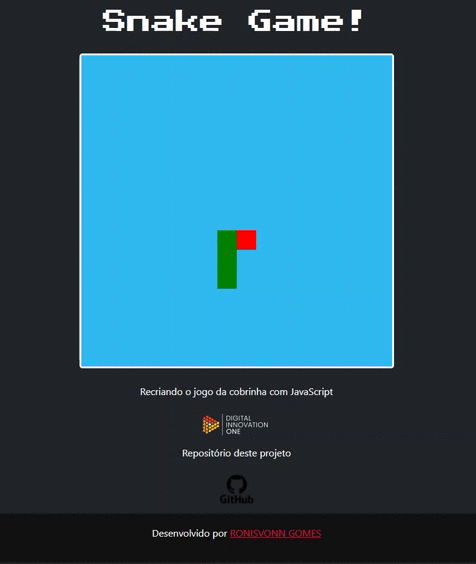 Snake Game!
Recriando o jogo da cobrinha com JavaScript
DIGITAL
INNOVATION
ONE
Repositório deste projeto
GitHub
Desenvolvido por RONISVONN GOMES